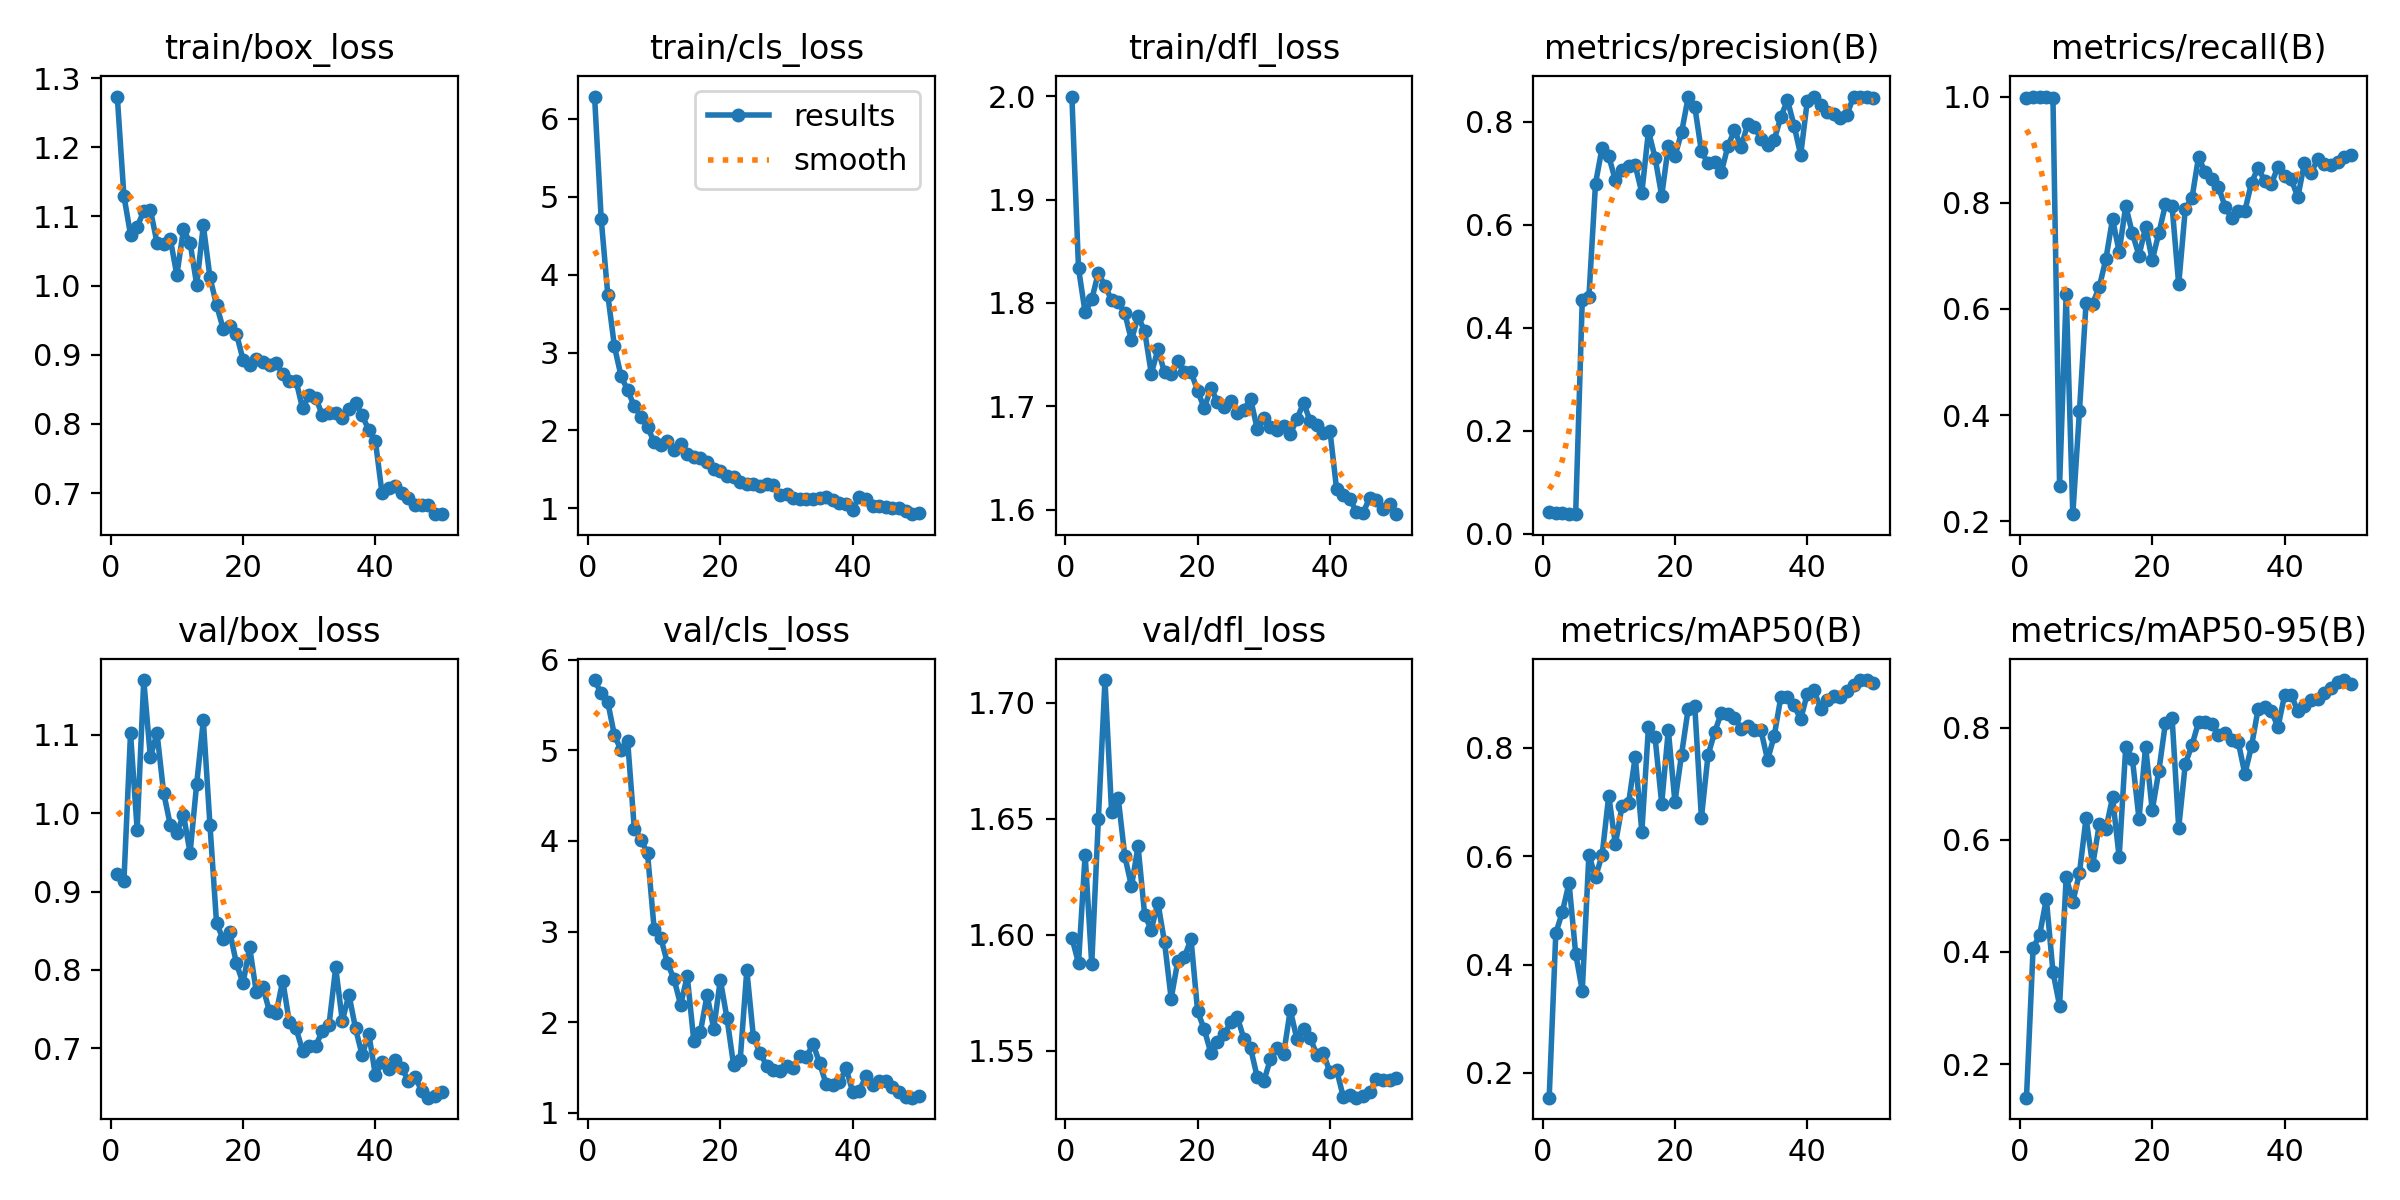 train/box_loss
1.3
1.2
1.1
1.0
0.9
0.8
0.7
0 20 40
train/cls_loss
results
smooth
6
5
4
3
2
1
0 20 40
train/dfl_loss
2.0
1.9
1.8
1.7
1.6
0 20 40
metrics/precision(B)
0.8
0.6
0.4
0.2
0.0
0 20 40
metrics/recall(B)
1.0
0.8
0.6
0.4
0.2
0 20 40
val/box_loss
1.1
1.0
0.9
0.8
0.7
0 20 40
val/cls_loss
6
5
4
3
2
1
0 20 40
val/dfl_loss
1.70
1.65
1.60
1.55
0 20 40
metrics/mAP50(B)
0.8
0.6
0.4
0.2
0 20 40
metrics/mAP50-95(B)
0.8
0.6
0.4
0.2
0 20 40